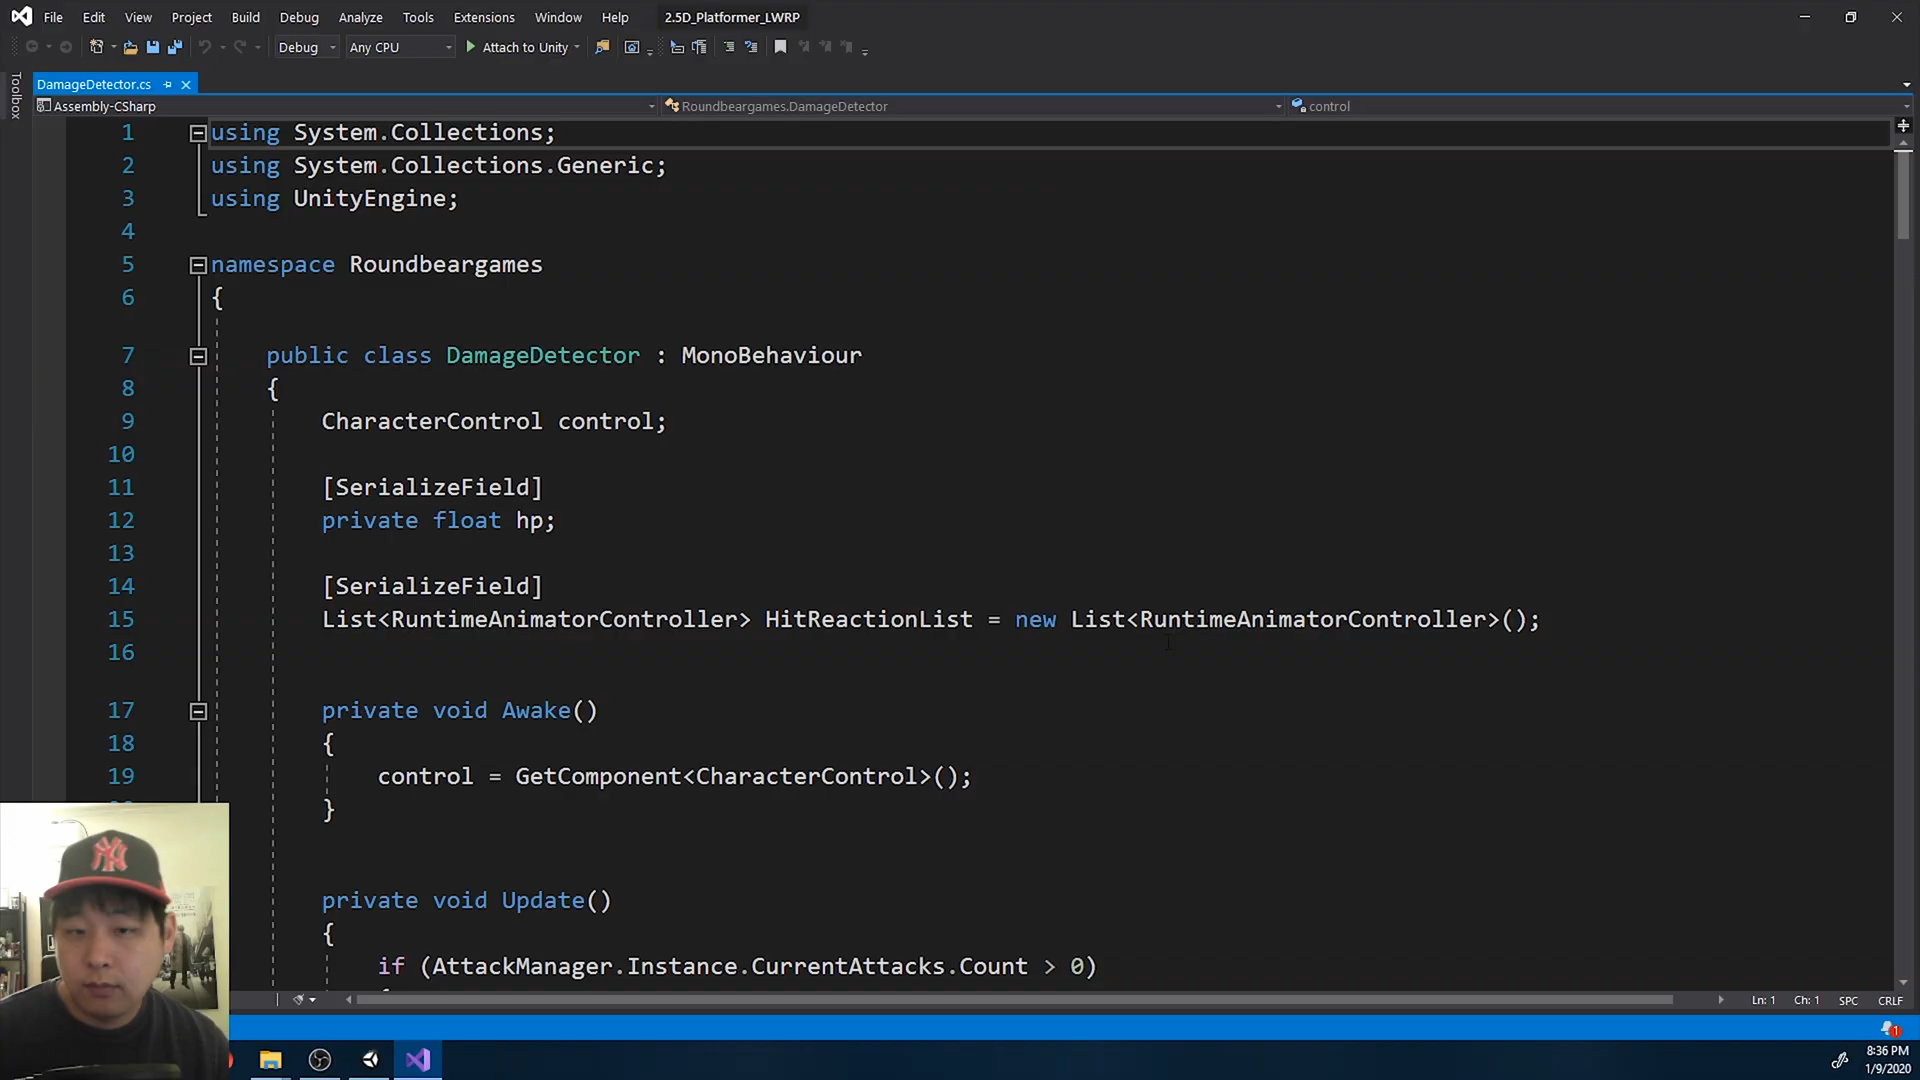 File Edit View Project Build Debug Analyze Tools Extensions Window Help 2.5D_Platformer_LWRP
Debug Any CPU Attach to Unity
Toolbox
DamageDetector.cs
Assembly-CSharp Roundbeargames.DamageDetector control
1 using System.Collections;
2 using System.Collections.Generic;
3 using UnityEngine;
4
5 namespace Roundbeargames
6 {
7 public class DamageDetector : MonoBehaviour
8 {
9 CharacterControl control;
10
11 [SerializeField]
12 private float hp;
13
14 [SerializeField]
15 List<RuntimeAnimatorController> HitReactionList = new List<RuntimeAnimatorController>();
16
17 private void Awake()
18 {
19 control = GetComponent<CharacterControl>();
}
private void Update()
{
if (AttackManager.Instance.CurrentAttacks.Count > 0)
Ln: 1 Ch: 1 SPC CRLF
NY
1
8:36 PM
1/9/2020